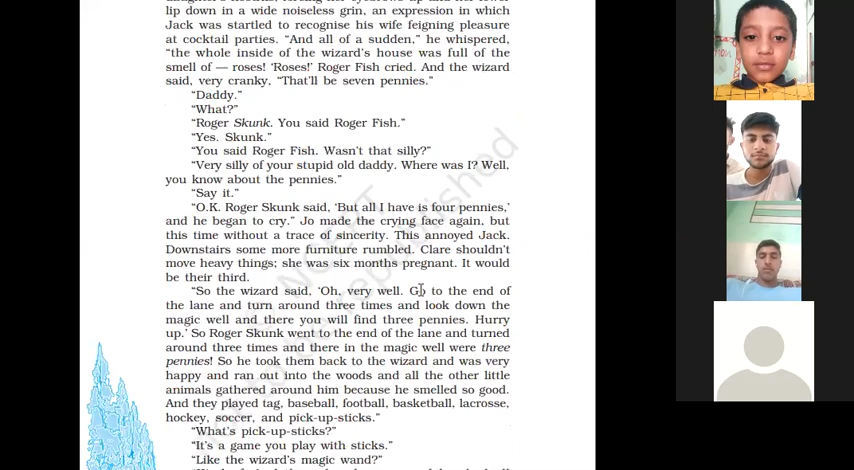 lip down in a wide noiseless grin, an expression in which
Jack was startled to recognise his wife feigning pleasure
at cocktail parties. “And all of a sudden,” he whispered,
“the whole inside of the wizard's house was full of the
smell of — roses! ‘Roses!’ Roger Fish cried. And the wizard
said, very cranky, “That'll be seven pennies.”
“Daddy.”
“What?”
“Roger Skunk. You said Roger Fish.”
“Yes. Skunk.”
“You said Roger Fish. Wasn't that silly?”
“Very silly of your stupid old daddy. Where was I? Well,
you know about the pennies.”
“Say it.”
“O.K. Roger Skunk said, ‘But all I have is four pennies,’
and he began to cry.” Jo made the crying face again, but
this time without a trace of sincerity. This annoyed Jack.
Downstairs some more furniture rumbled. Clare shouldn't
move heavy things; she was six months pregnant. It would
be their third.
“So the wizard said, ‘Oh, very well. Go to the end of
the lane and turn around three times and look down the
magic well and there you will find three pennies. Hurry
up.’ So Roger Skunk went to the end of the lane and turned
around three times and there in the magic well were three
pennies! So he took them back to the wizard and was very
happy and ran out into the woods and all the other little
animals gathered around him because he smelled so good.
And they played tag, baseball, football, basketball, lacrosse,
hockey, soccer, and pick-up-sticks.”
“What's pick-up-sticks?”
“It's a game you play with sticks.”
“Like the wizard's magic wand?”